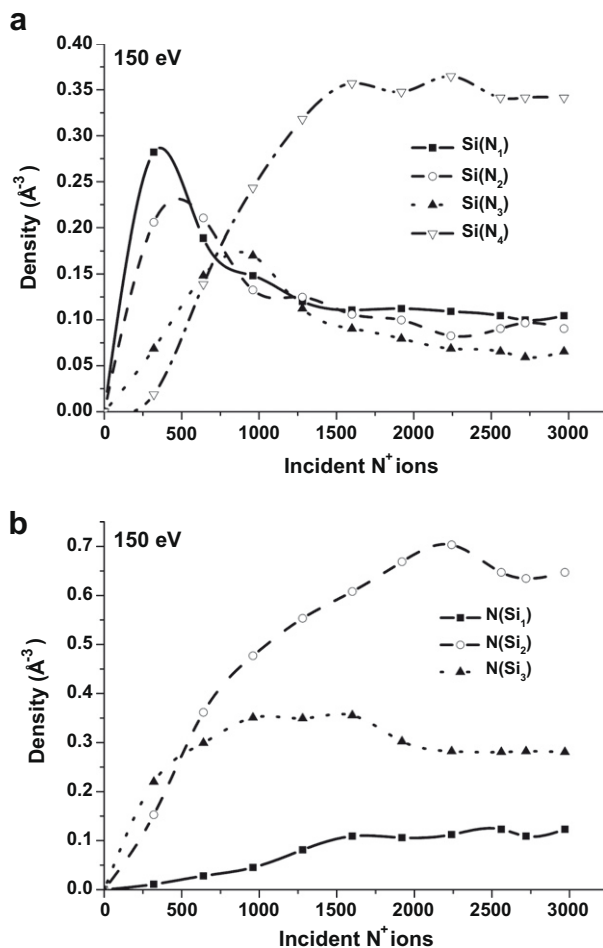 a
150 eV
0.40
0.35
0.30
0.25
0.20
0.15
0.10
0.05
0.00
Density (Å⁻³)
Si(N₁)
Si(N₂)
Si(N₃)
Si(N₄)
0 500 1000 1500 2000 2500 3000
Incident N⁺ ions
b
150 eV
0.7
0.6
0.5
0.4
0.3
0.2
0.1
0.0
Density (Å⁻³)
N(Si₁)
N(Si₂)
N(Si₃)
0 500 1000 1500 2000 2500 3000
Incident N⁺ ions